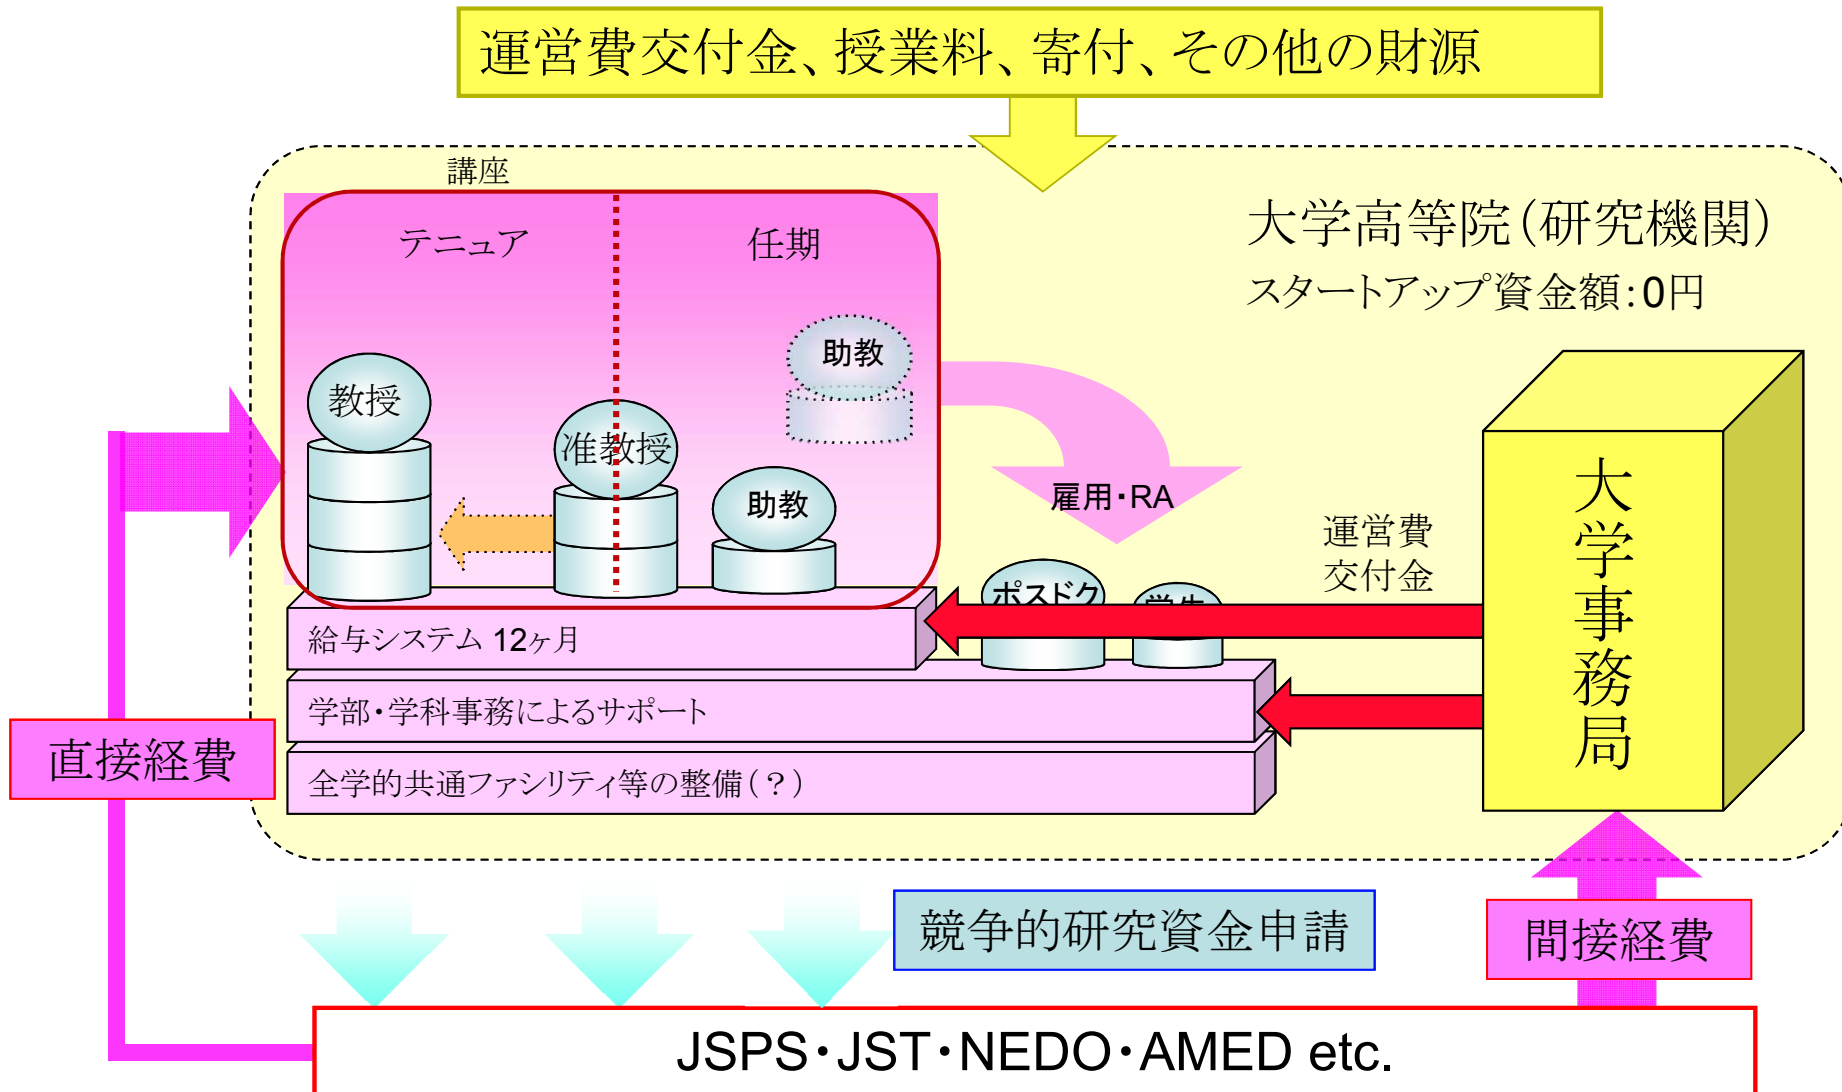 運営費交付金、授業料、寄付、その他の財源
講座
テニュア
任期
大学高等院(研究機関)
スタートアップ資金額:0円
助教
教授
准教授
助教
雇用・RA
運営費
交付金
大学事務局
ポスドク
学生
給与システム 12ヶ月
学部・学科事務によるサポート
全学的共通ファシリティ等の整備(?)
直接経費
競争的研究資金申請
間接経費
JSPS・JST・NEDO・AMED etc.